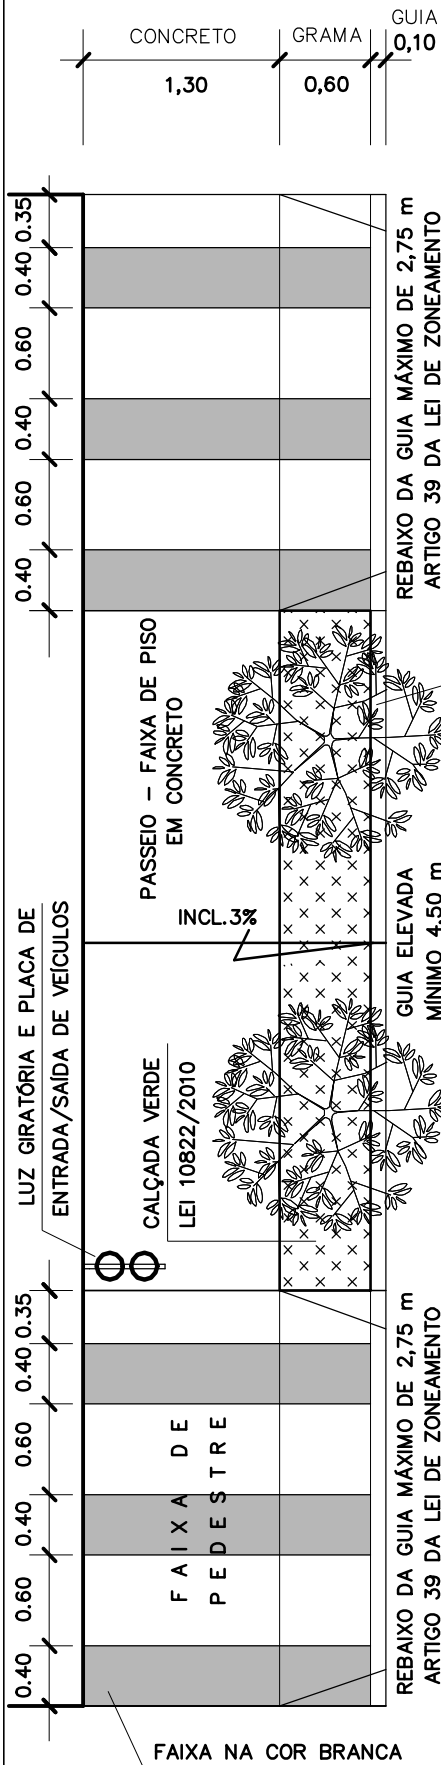 CONCRETO
GRAMA
GUIA
1,30
0,60
0,10
0.35
0.40
0.60
0.40
0.60
0.40
REBAIXO DA GUIA MÁXIMO DE 2,75 m
ARTIGO 39 DA LEI DE ZONEAMENTO
PASSEIO – FAIXA DE PISO
EM CONCRETO
INCL.3%
GUIA ELEVADA
MÍNIMO 4,50 m
LUZ GIRATÓRIA E PLACA DE
ENTRADA/SAÍDA DE VEÍCULOS
CALÇADA VERDE
LEI 10822/2010
0.35
0.40
0.60
0.40
0.60
0.40
FAIXA DE
PEDESTRE
REBAIXO DA GUIA MÁXIMO DE 2,75 m
ARTIGO 39 DA LEI DE ZONEAMENTO
FAIXA NA COR BRANCA